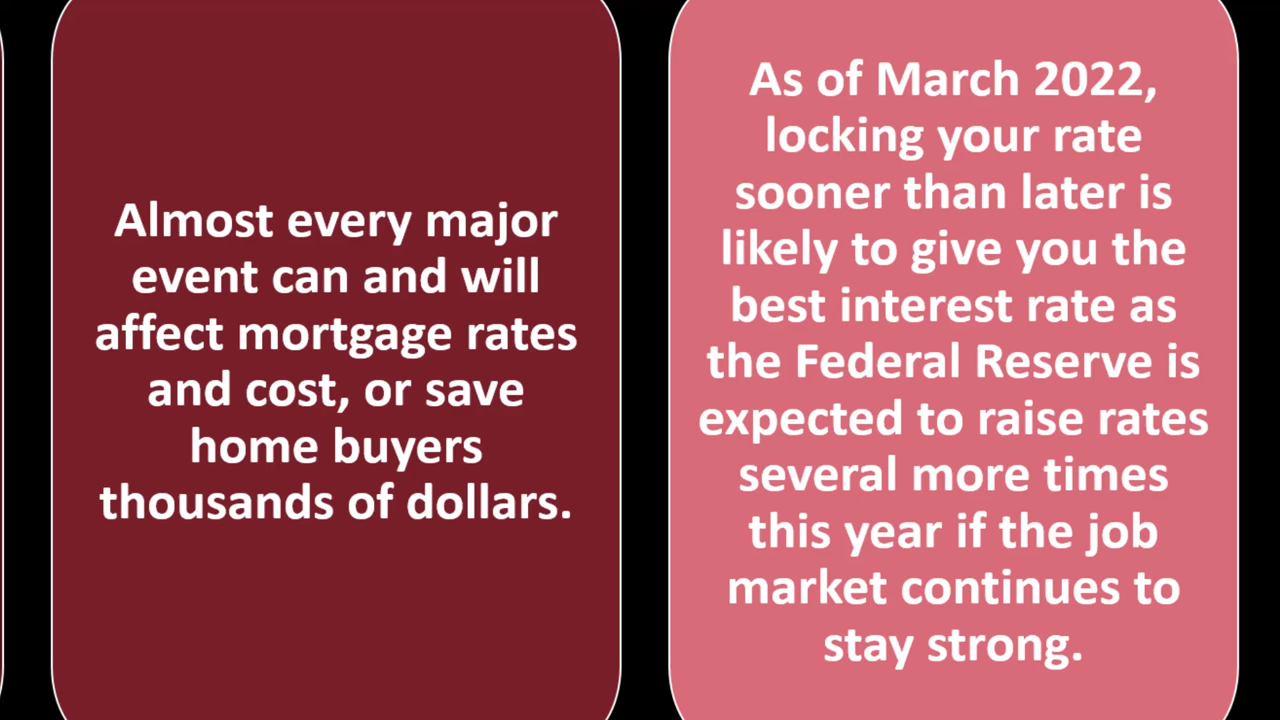 Almost every major
event can and will
affect mortgage rates
and cost, or save
home buyers
thousands of dollars.
As of March 2022,
locking your rate
sooner than later is
likely to give you the
best interest rate as
the Federal Reserve is
expected to raise rates
several more times
this year if the job
market continues to
stay strong.